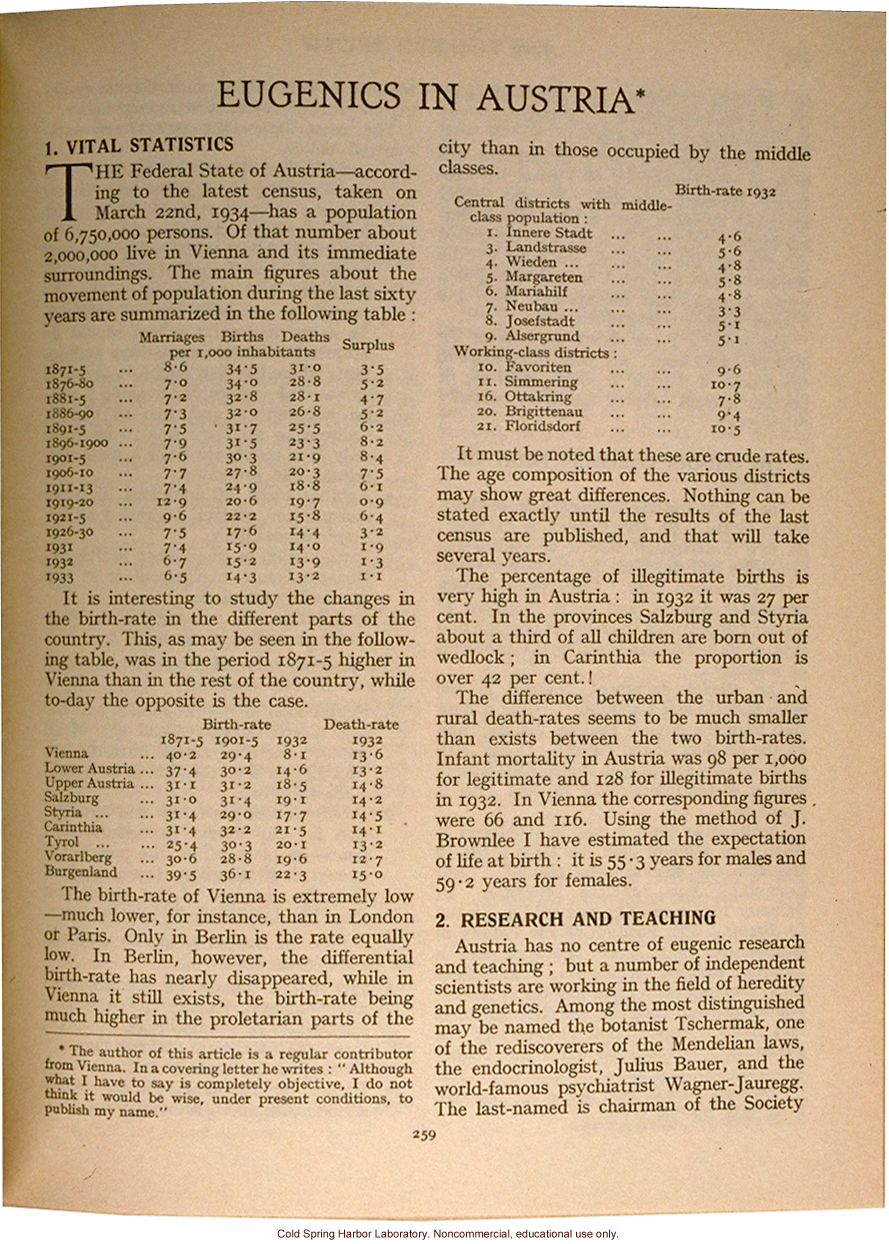 EUGENICS IN AUSTRIA*
1. VITAL STATISTICS
THE Federal State of Austria—accord-
ing to the latest census, taken on
March 22nd, 1934—has a population
of 6,750,000 persons. Of that number about
2,000,000 live in Vienna and its immediate
surroundings. The main figures about the
movement of population during the last sixty
years are summarized in the following table :
Marriages Births Deaths Surplus
per 1,000 inhabitants
1871-5 ... 8·6 34·5 31·0 3·5
1876-80 ... 7·0 34·0 28·8 5·2
1881-5 ... 7·2 32·8 28·1 4·7
1886-90 ... 7·3 32·0 26·8 5·2
1891-5 ... 7·5 31·7 25·5 6·2
1896-1900 ... 7·9 31·5 23·3 8·2
1901-5 ... 7·6 30·3 21·9 8·4
1906-10 ... 7·7 27·8 20·3 7·5
1911-13 ... 7·4 24·9 18·8 6·1
1919-20 ... 12·9 20·6 19·7 0·9
1921-5 ... 9·6 22·2 15·8 6·4
1926-30 ... 7·5 17·6 14·4 3·2
1931 ... 7·4 15·9 14·0 1·9
1932 ... 6·7 15·2 13·9 1·3
1933 ... 6·5 14·3 13·2 1·1
It is interesting to study the changes in
the birth-rate in the different parts of the
country. This, as may be seen in the follow-
ing table, was in the period 1871-5 higher in
Vienna than in the rest of the country, while
to-day the opposite is the case.
Birth-rate Death-rate
1871-5 1901-5 1932 1932
Vienna ... 40·2 29·4 8·1 13·6
Lower Austria ... 37·4 30·2 14·6 13·2
Upper Austria ... 31·1 31·2 18·5 14·8
Salzburg ... 31·0 31·4 19·1 14·2
Styria ... ... 31·4 29·0 17·7 14·5
Carinthia ... 31·4 32·2 21·5 14·1
Tyrol ... ... 25·4 30·3 20·1 13·2
Vorarlberg ... 30·6 28·8 19·6 12·7
Burgenland ... 39·5 36·1 22·3 15·0
The birth-rate of Vienna is extremely low
—much lower, for instance, than in London
or Paris. Only in Berlin is the rate equally
low. In Berlin, however, the differential
birth-rate has nearly disappeared, while in
Vienna it still exists, the birth-rate being
much higher in the proletarian parts of the
* The author of this article is a regular contributor
from Vienna. In a covering letter he writes : " Although
what I have to say is completely objective, I do not
think it would be wise, under present conditions, to
publish my name."
city than in those occupied by the middle
classes.
Birth-rate 1932
Central districts with middle-
class population :
1. Innere Stadt ... ... 4·6
3. Landstrasse ... ... 5·6
4. Wieden ... ... ... 4·8
5. Margareten ... ... 5·8
6. Mariahilf ... ... 4·8
7. Neubau ... ... ... 3·3
8. Josefstadt ... ... 5·1
9. Alsergrund ... ... 5·1
Working-class districts :
10. Favoriten ... ... 9·6
11. Simmering ... ... 10·7
16. Ottakring ... ... 7·8
20. Brigittenau ... ... 9·4
21. Floridsdorf ... ... 10·5
It must be noted that these are crude rates.
The age composition of the various districts
may show great differences. Nothing can be
stated exactly until the results of the last
census are published, and that will take
several years.
The percentage of illegitimate births is
very high in Austria : in 1932 it was 27 per
cent. In the provinces Salzburg and Styria
about a third of all children are born out of
wedlock ; in Carinthia the proportion is
over 42 per cent.!
The difference between the urban and
rural death-rates seems to be much smaller
than exists between the two birth-rates.
Infant mortality in Austria was 98 per 1,000
for legitimate and 128 for illegitimate births
in 1932. In Vienna the corresponding figures
were 66 and 116. Using the method of J.
Brownlee I have estimated the expectation
of life at birth : it is 55·3 years for males and
59·2 years for females.
2. RESEARCH AND TEACHING
Austria has no centre of eugenic research
and teaching ; but a number of independent
scientists are working in the field of heredity
and genetics. Among the most distinguished
may be named the botanist Tschermak, one
of the rediscoverers of the Mendelian laws,
the endocrinologist, Julius Bauer, and the
world-famous psychiatrist Wagner-Jauregg.
The last-named is chairman of the Society
259
Cold Spring Harbor Laboratory. Noncommercial, educational use only.